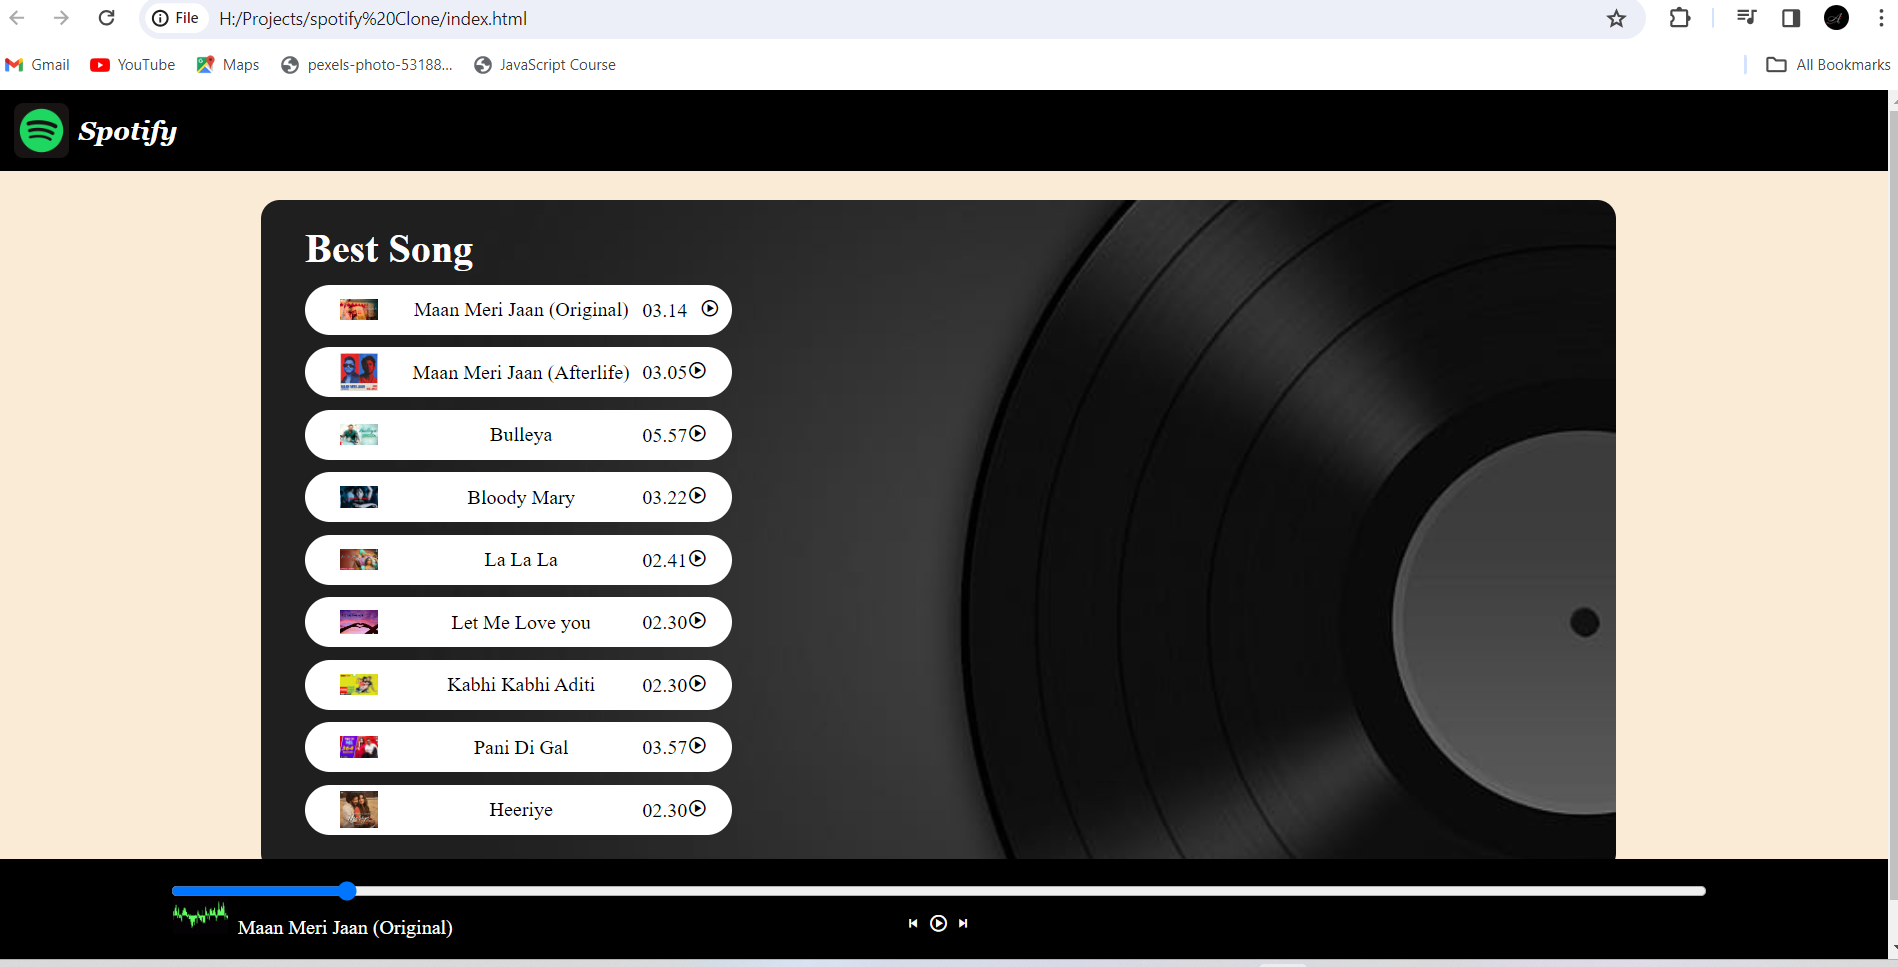 File H:/Projects/spotify%20Clone/index.html
Gmail YouTube Maps pexels-photo-53188... JavaScript Course All Bookmarks
Spotify
Best Song
Maan Meri Jaan (Original) 03.14
Maan Meri Jaan (Afterlife) 03.05
Bulleya 05.57
Bloody Mary 03.22
La La La 02.41
Let Me Love you 02.30
Kabhi Kabhi Aditi 02.30
Pani Di Gal 03.57
Heeriye 02.30
Maan Meri Jaan (Original)